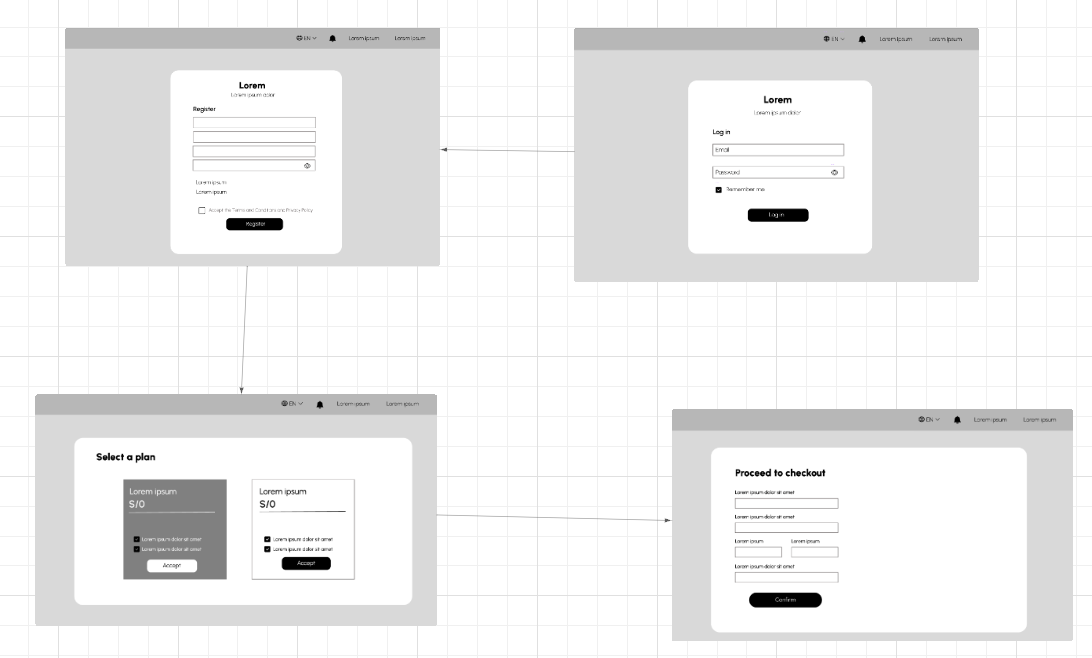 EN Lorem ipsum Lorem ipsum
Lorem
Lorem ipsum dolor
Register
Lorem ipsum
Lorem ipsum
Accept the Terms and Conditions and Privacy Policy
Register
EN Lorem ipsum Lorem ipsum
Lorem
Lorem ipsum dolor
Log in
Email
Password
Remember me
Log in
EN Lorem ipsum Lorem ipsum
Select a plan
Lorem ipsum
S/0
Lorem ipsum dolor sit amet
Lorem ipsum dolor sit amet
Accept
Lorem ipsum
S/0
Lorem ipsum dolor sit amet
Lorem ipsum dolor sit amet
Accept
EN Lorem ipsum Lorem ipsum
Proceed to checkout
Lorem ipsum dolor sit amet
Lorem ipsum dolor sit amet
Lorem ipsum Lorem ipsum
Lorem ipsum dolor sit amet
Confirm